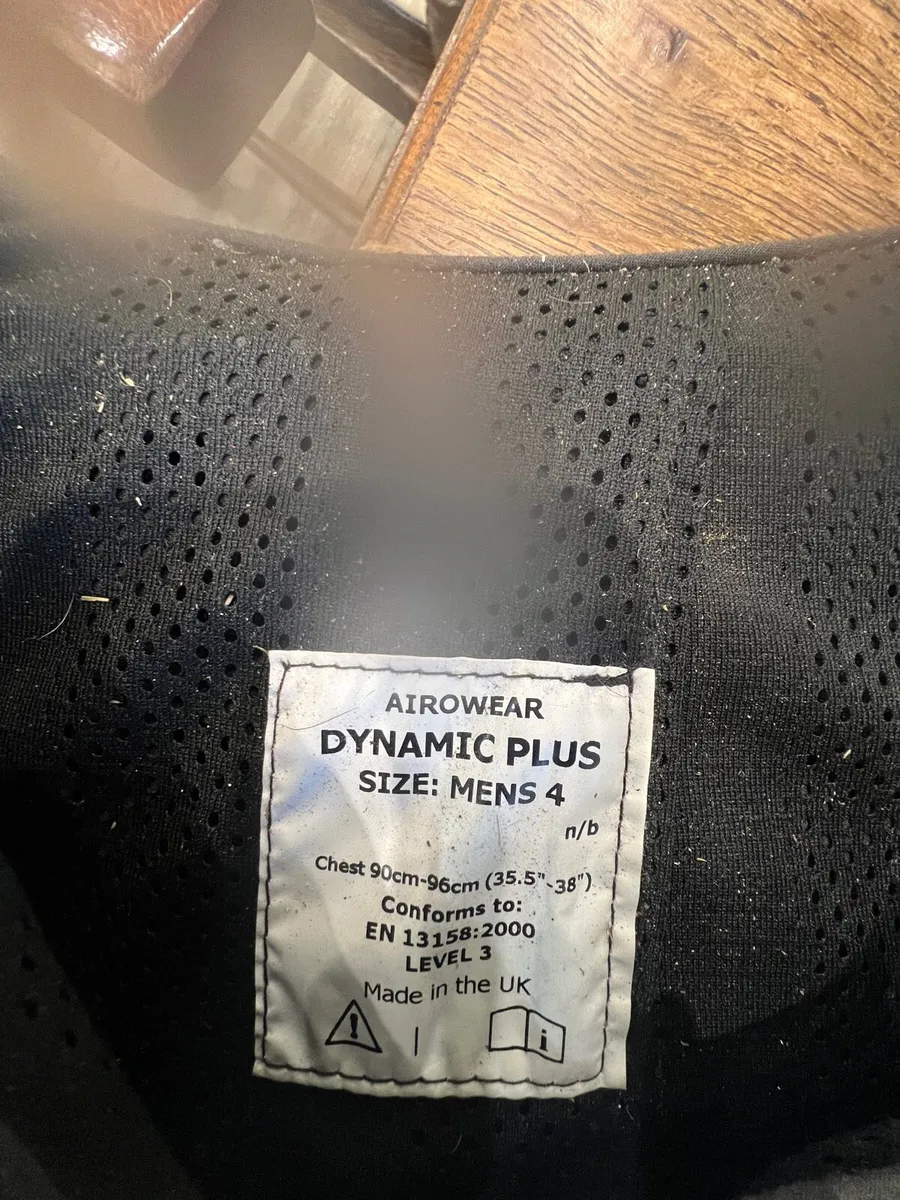 AIROWEAR
DYNAMIC PLUS
SIZE: MENS 4
n/b
Chest 90cm-96cm (35.5"-38")
Conforms to:
EN 13158:2000
LEVEL 3
Made in the UK
! i